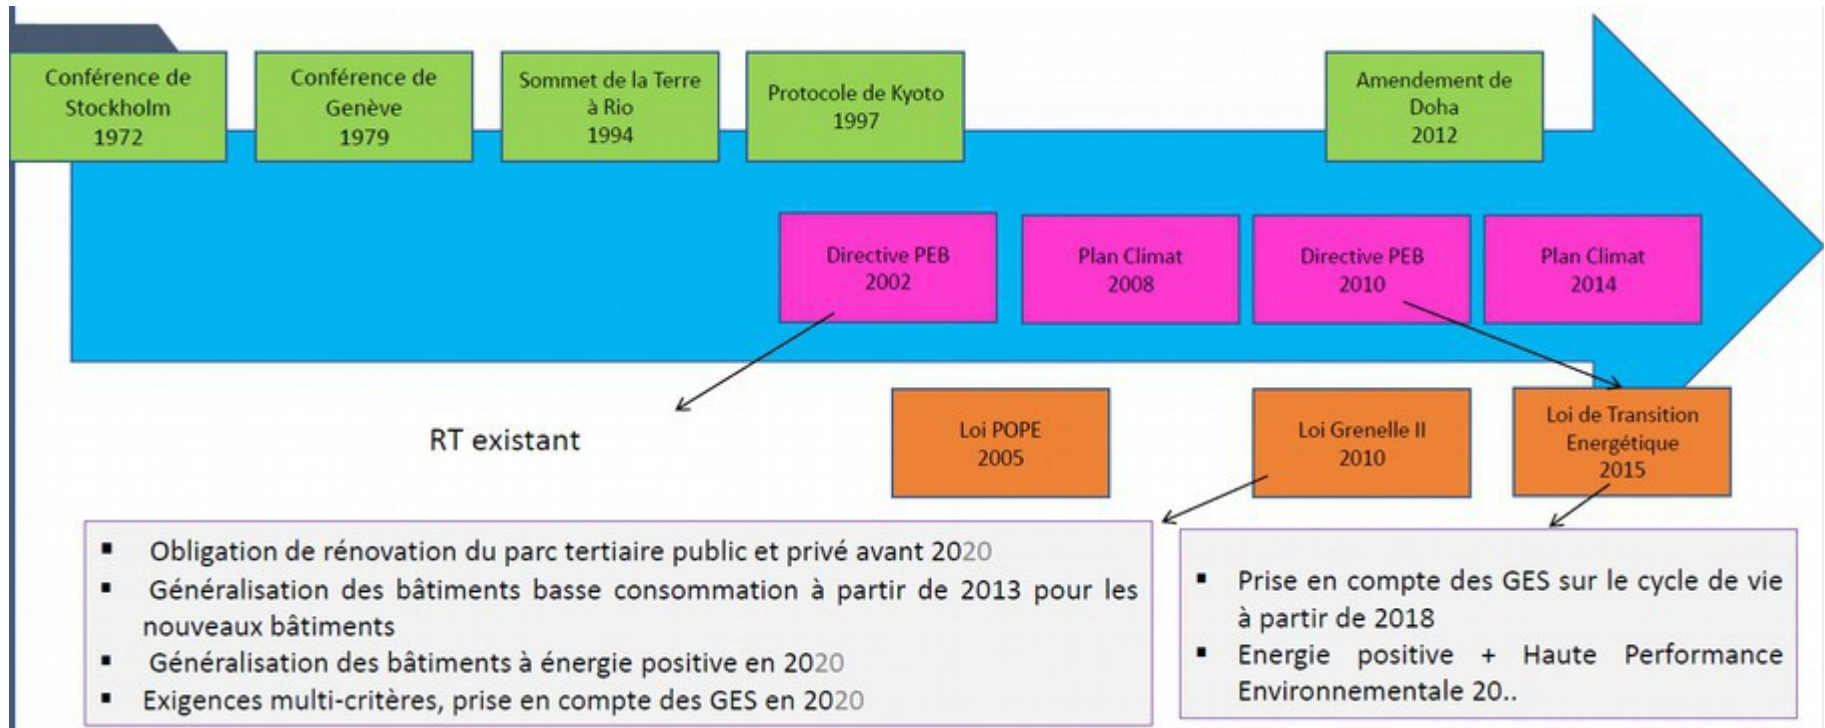 Conférence de
Stockholm
1972
Conférence de
Genève
1979
Sommet de la Terre
à Rio
1994
Protocole de Kyoto
1997
Amendement de
Doha
2012
Directive PEB
2002
Plan Climat
2008
Directive PEB
2010
Plan Climat
2014
RT existant
Loi POPE
2005
Loi Grenelle II
2010
Loi de Transition
Energétique
2015
▪ Obligation de rénovation du parc tertiaire public et privé avant 2020
▪ Généralisation des bâtiments basse consommation à partir de 2013 pour les
nouveaux bâtiments
▪ Généralisation des bâtiments à énergie positive en 2020
▪ Exigences multi-critères, prise en compte des GES en 2020
▪ Prise en compte des GES sur le cycle de vie
à partir de 2018
▪ Energie positive + Haute Performance
Environnementale 20..